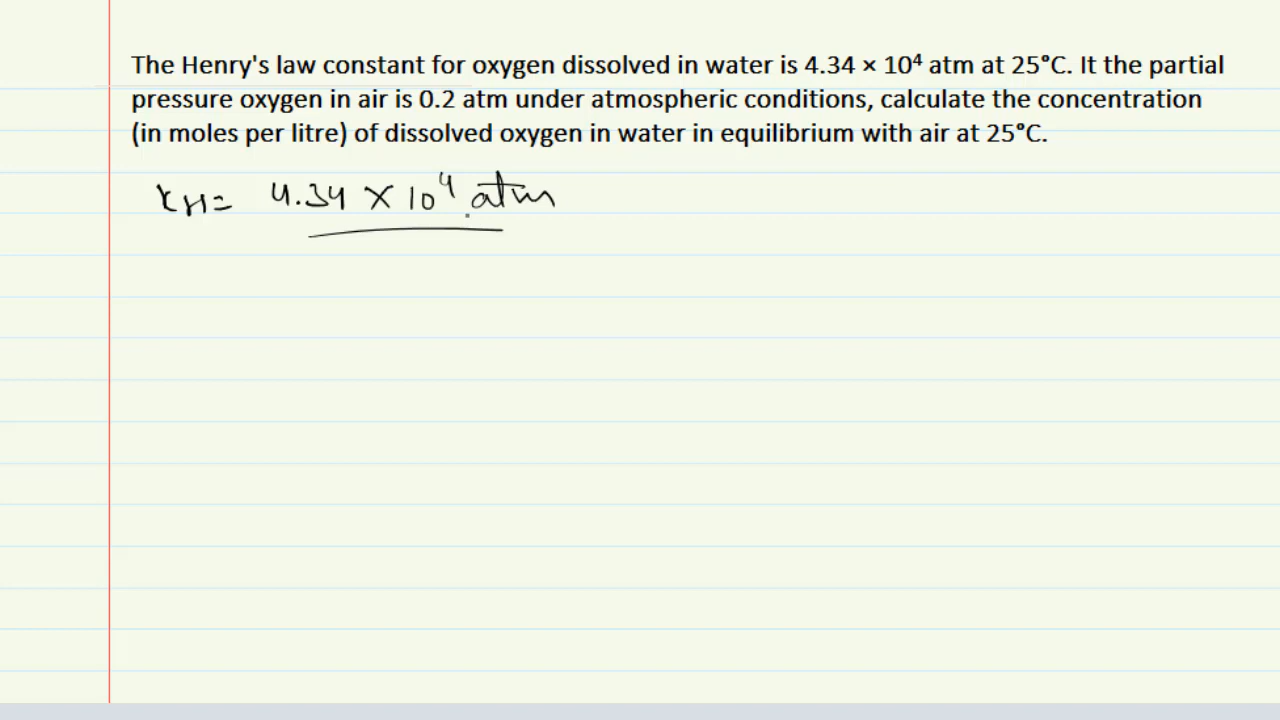 The Henry's law constant for oxygen dissolved in water is 4.34 × 10⁴ atm at 25°C. It the partial
pressure oxygen in air is 0.2 atm under atmospheric conditions, calculate the concentration
(in moles per litre) of dissolved oxygen in water in equilibrium with air at 25°C.
KH = 4.34 × 10⁴ atm